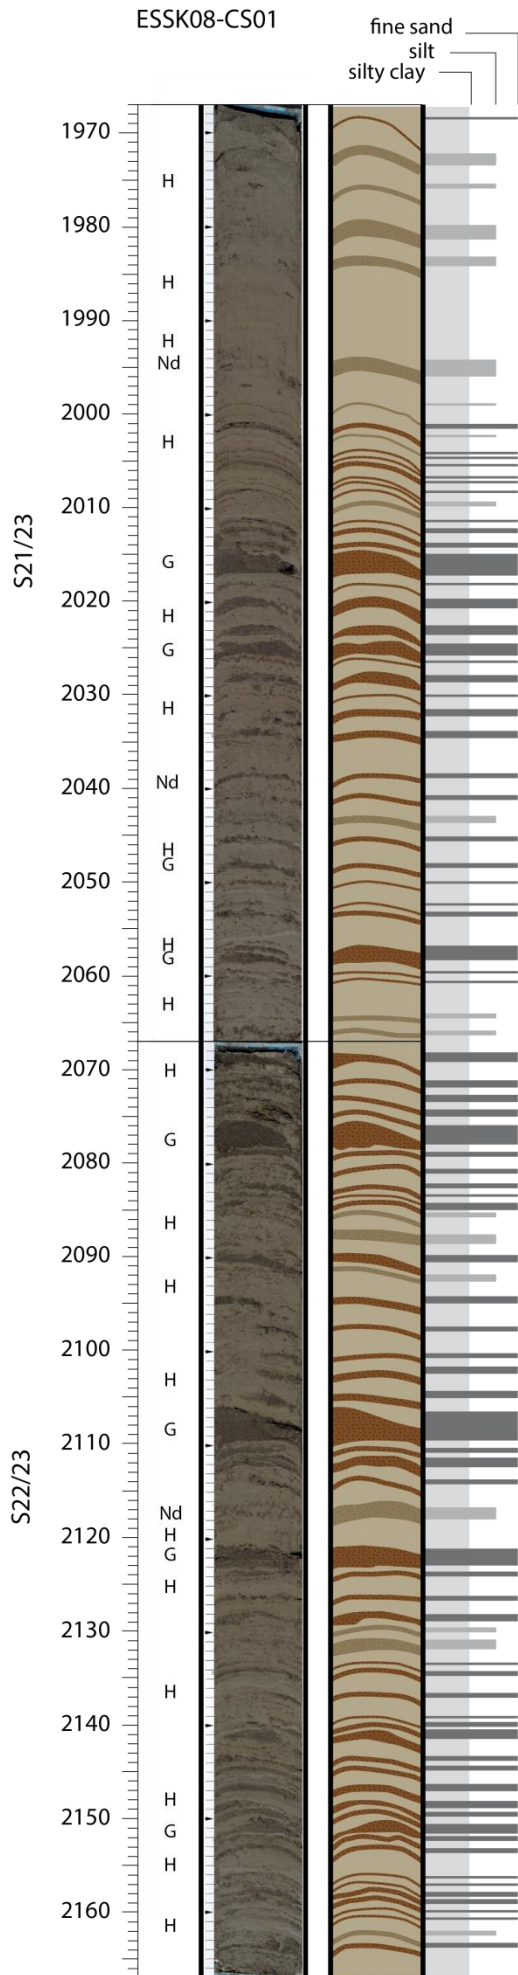 ESSK08-CS01
fine sand
silt
silty clay
1970
H
1980
H
1990
H
Nd
2000
H
2010
S21/23
G
2020
H
G
2030
H
2040
Nd
H
G
2050
H
G
2060
H
2070
H
G
2080
H
2090
H
2100
H
G
2110
S22/23
Nd
2120
H
G
H
2130
H
2140
H
2150
G
H
2160
H